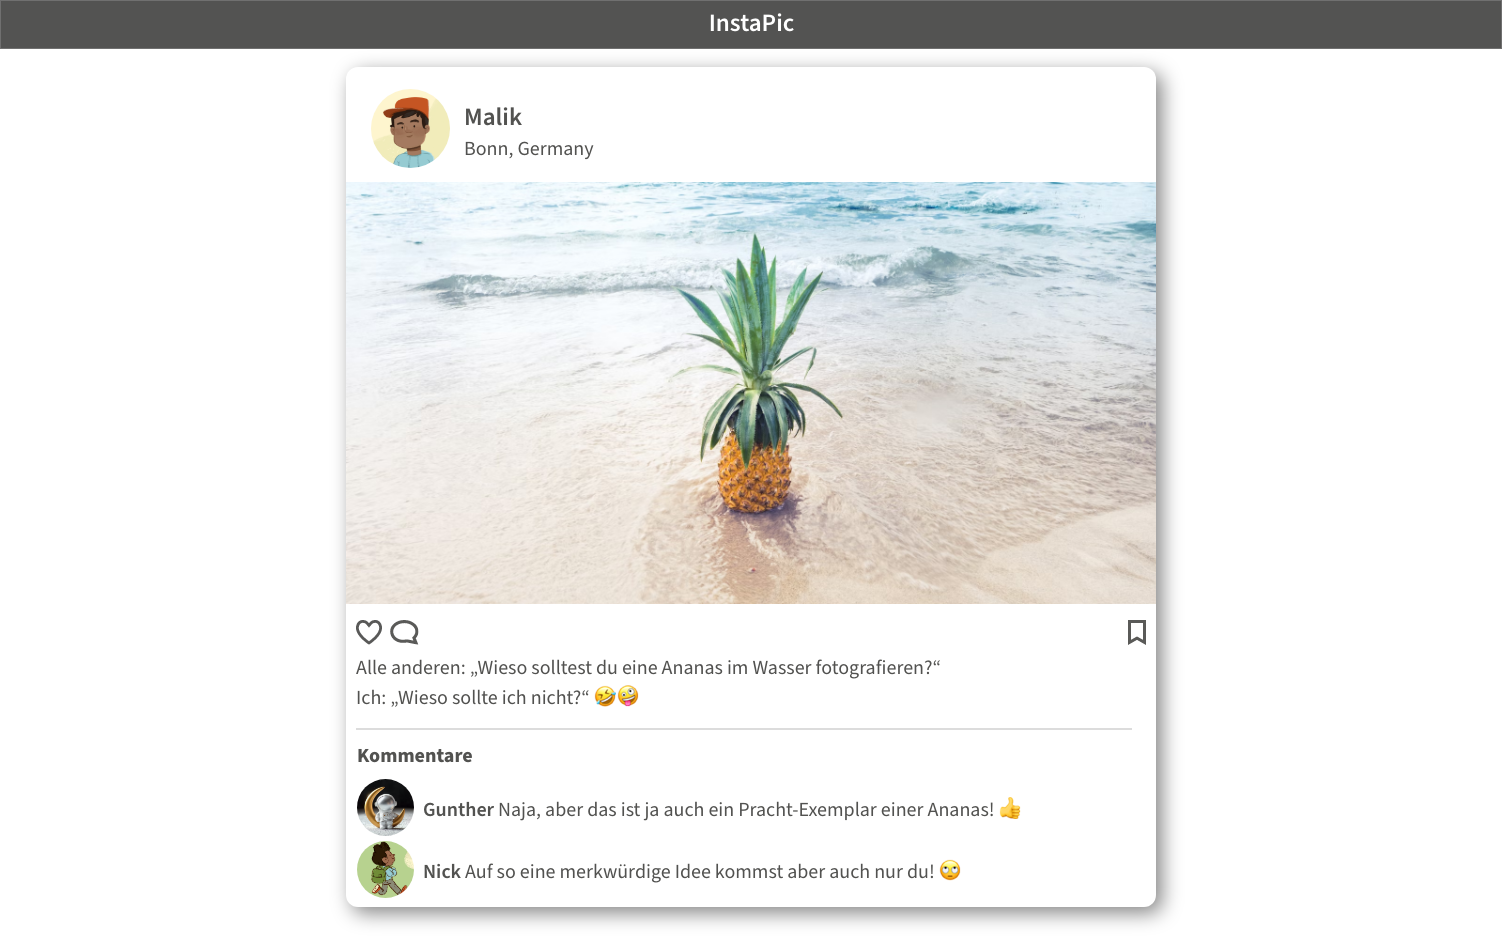 InstaPic
Malik
Bonn, Germany
Alle anderen: „Wieso solltest du eine Ananas im Wasser fotografieren?“
Ich: „Wieso sollte ich nicht?“ 🤣🤪
Kommentare
Gunther Naja, aber das ist ja auch ein Pracht-Exemplar einer Ananas! 👍
Nick Auf so eine merkwürdige Idee kommst aber auch nur du! 🙄